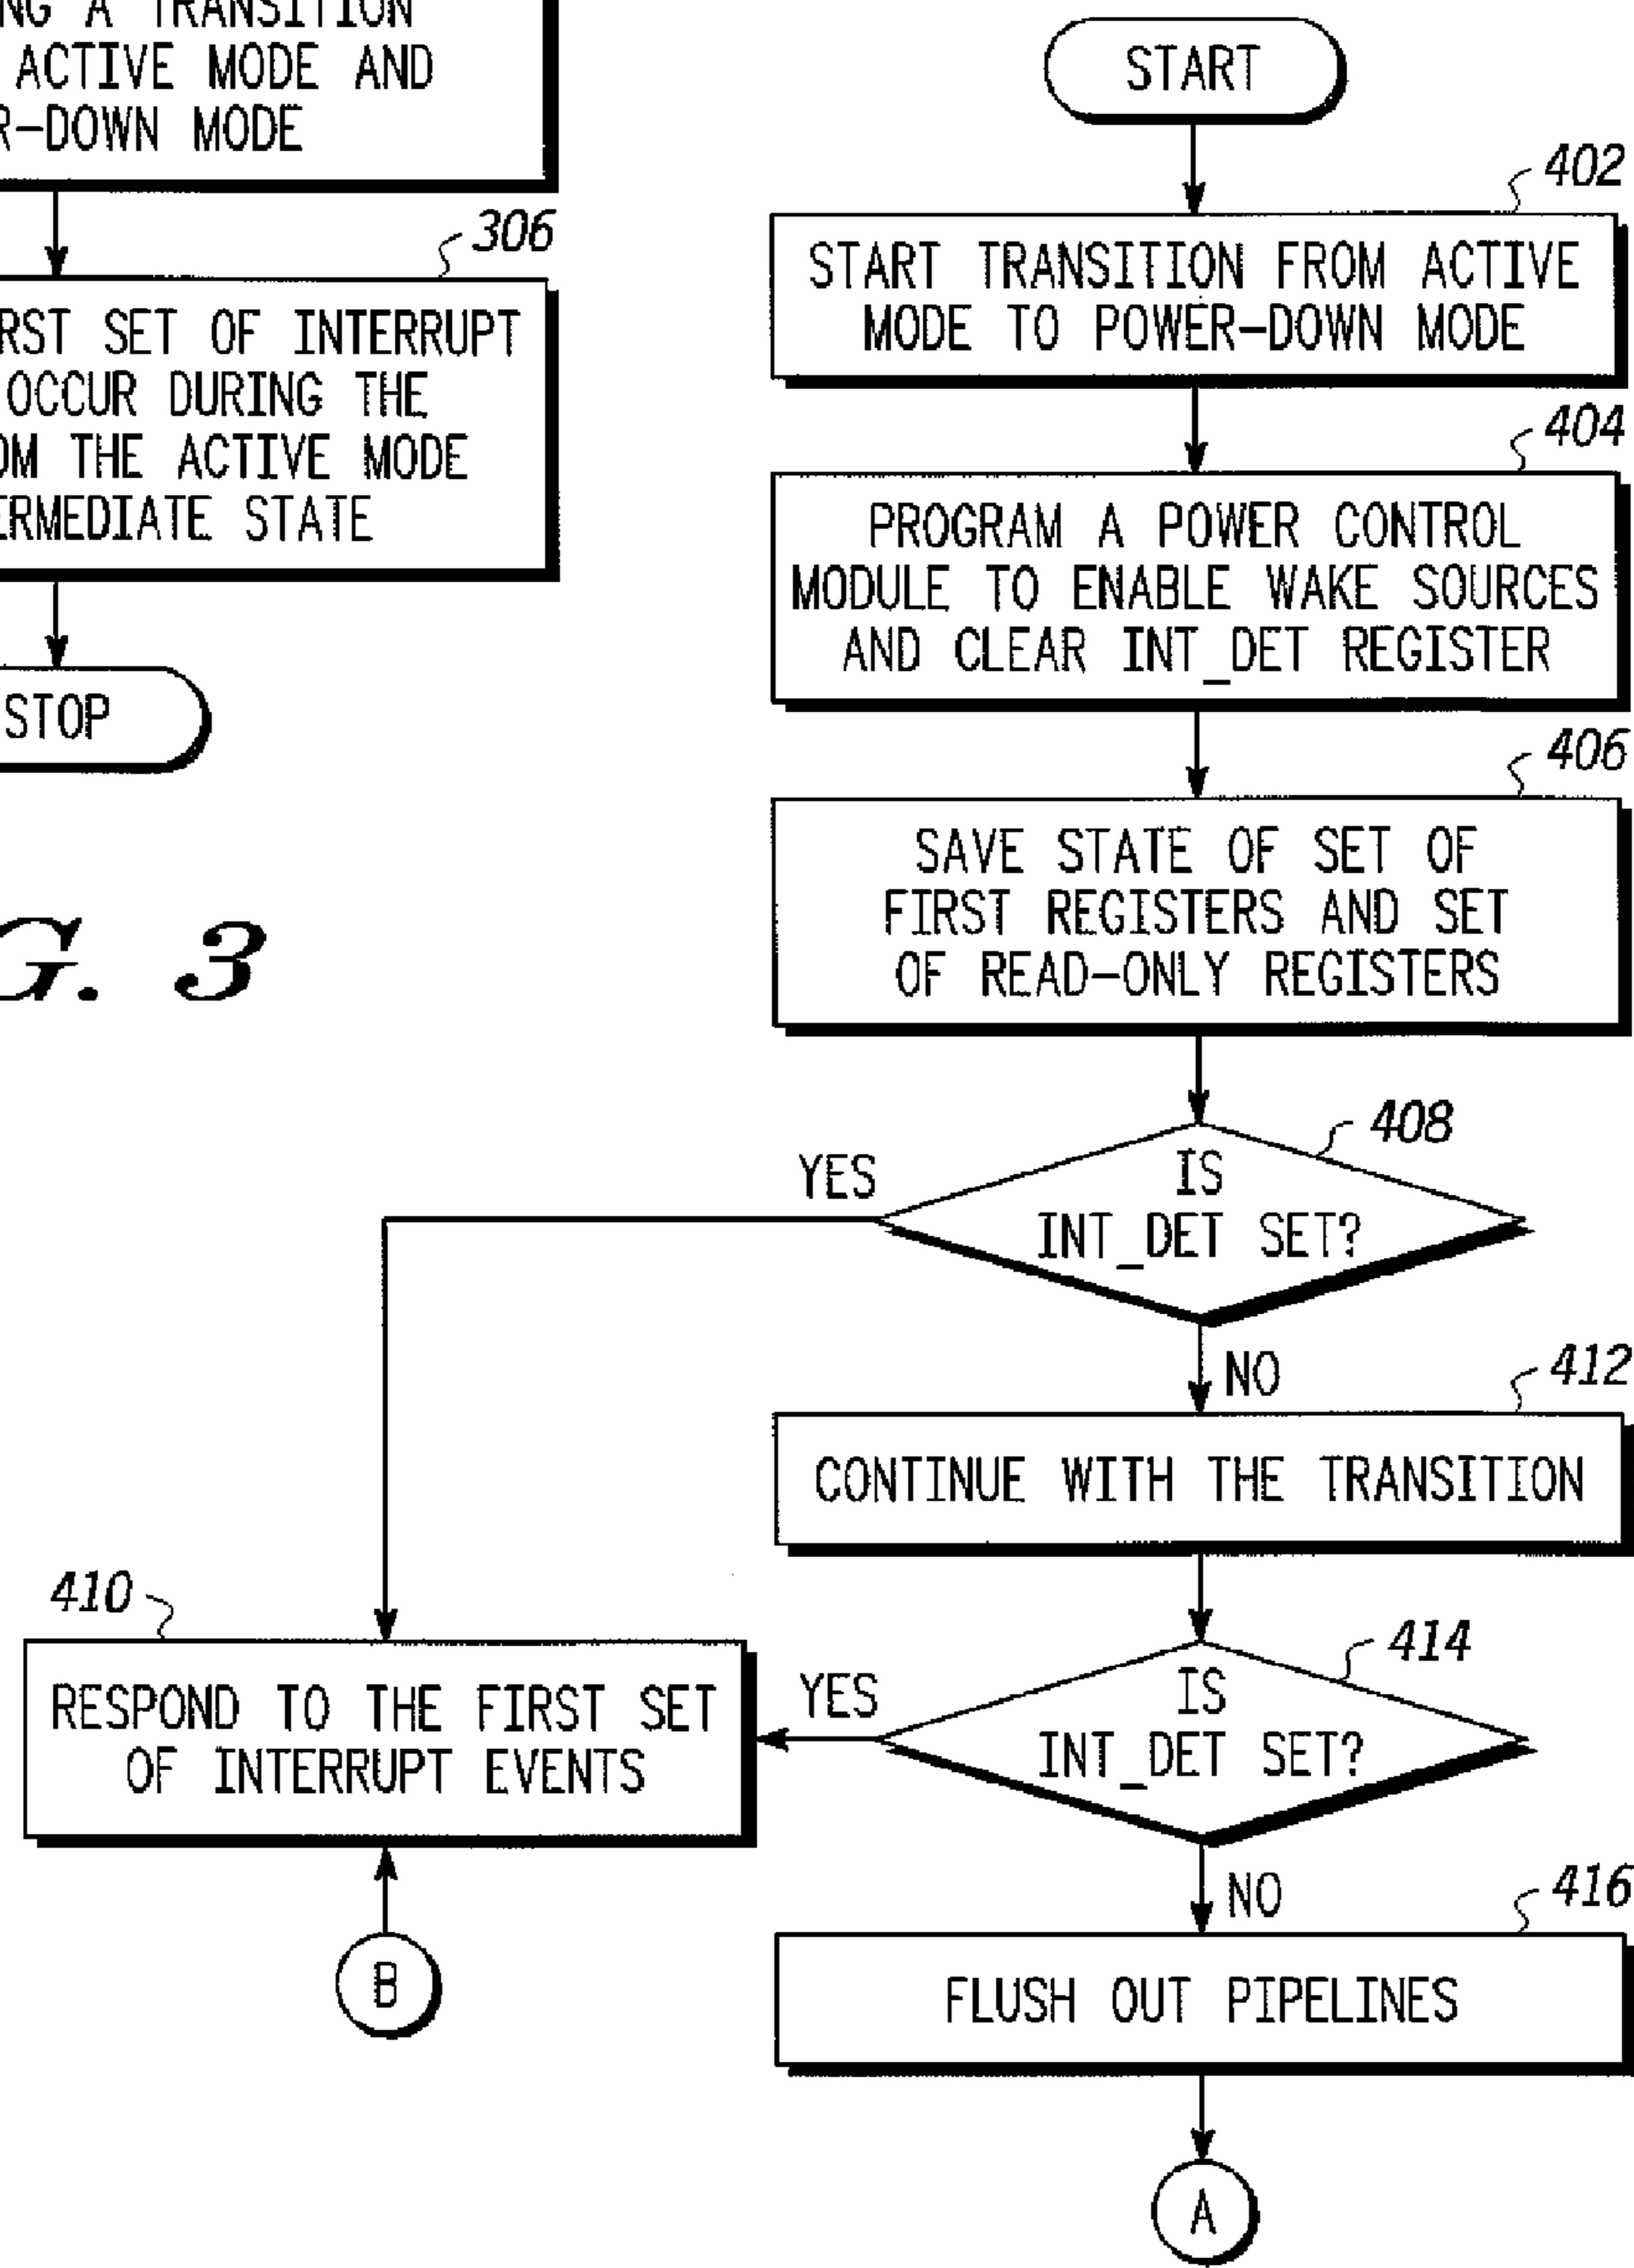 A TRANSITION
ACTIVE MODE AND
-DOWN MODE
306
SET OF INTERRUPT
OCCUR DURING THE
THE ACTIVE MODE
STATE
STOP
G. 3
START
402
START TRANSITION FROM ACTIVE
MODE TO POWER-DOWN MODE
404
PROGRAM A POWER CONTROL
MODULE TO ENABLE WAKE SOURCES
AND CLEAR INT_DET REGISTER
406
SAVE STATE OF SET OF
FIRST REGISTERS AND SET
OF READ-ONLY REGISTERS
408
IS
INT_DET SET?
YES
NO
412
CONTINUE WITH THE TRANSITION
410
RESPOND TO THE FIRST SET
OF INTERRUPT EVENTS
414
IS
INT_DET SET?
YES
NO
416
FLUSH OUT PIPELINES
B
A